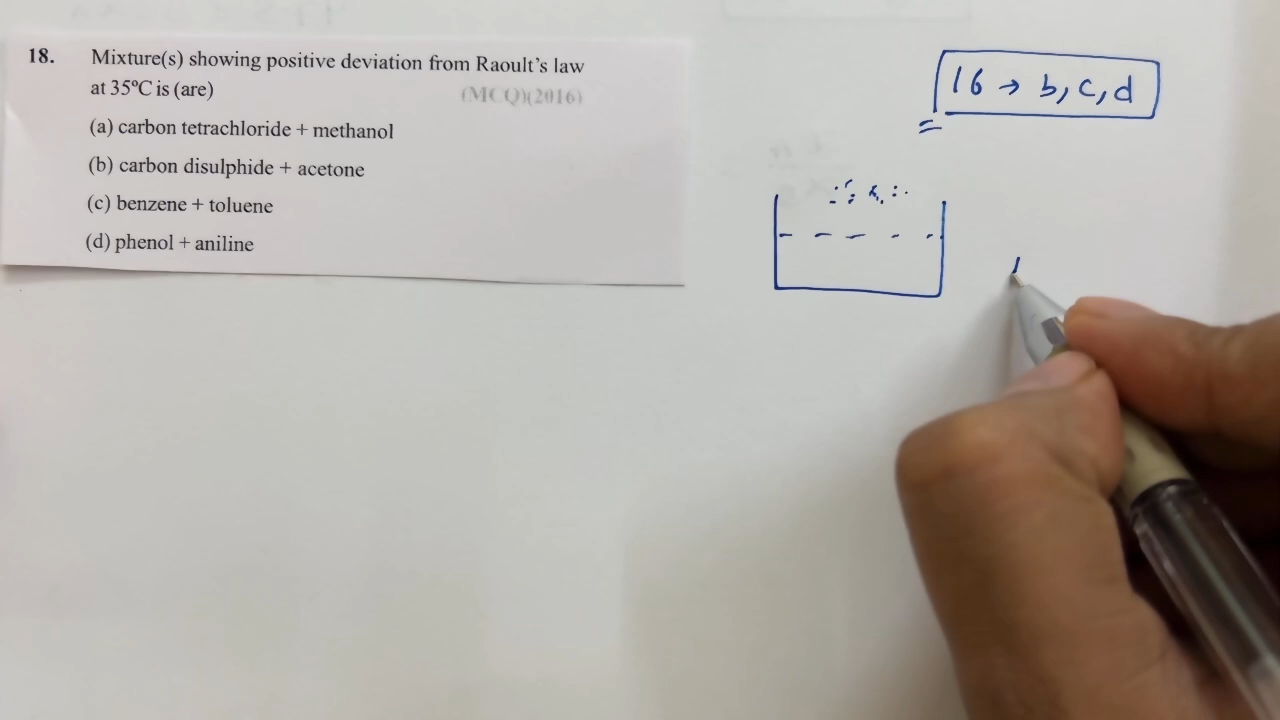 18. Mixture(s) showing positive deviation from Raoult's law
at 35ºC is (are) (MCQ)(2016)
(a) carbon tetrachloride + methanol
(b) carbon disulphide + acetone
(c) benzene + toluene
(d) phenol + aniline
16 → b, c, d